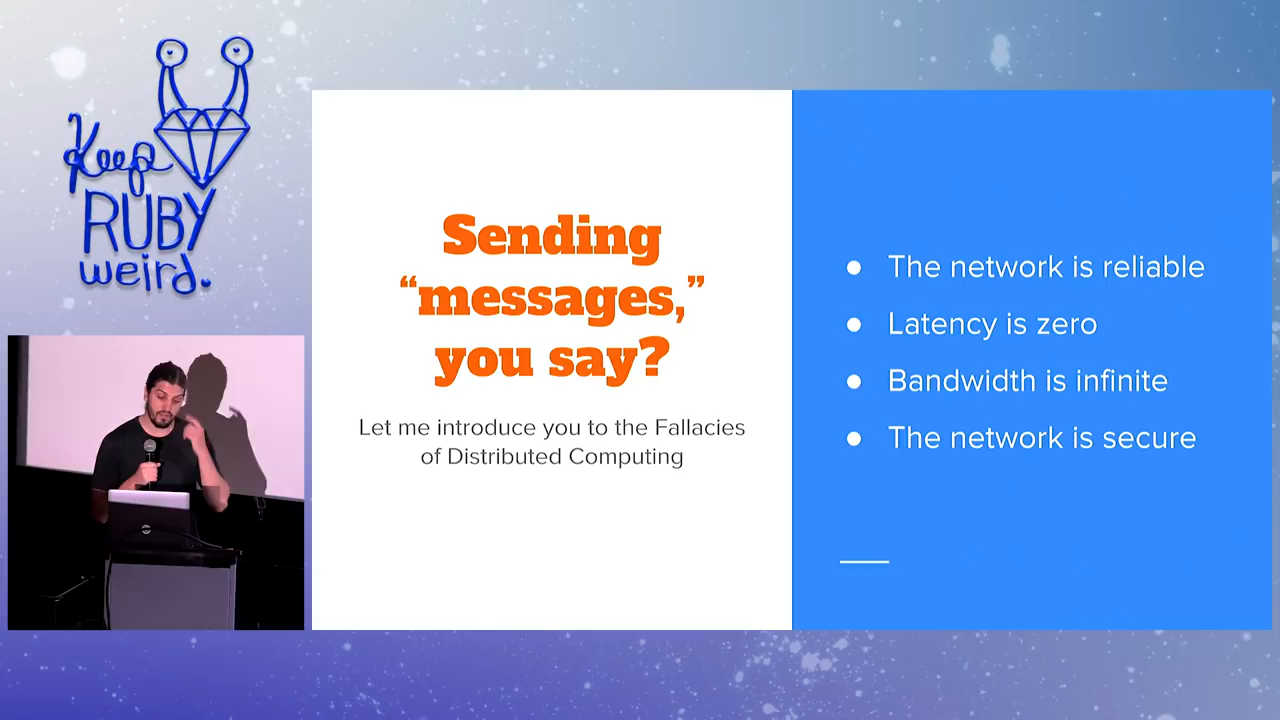 Keep
RUBY
weird.
Sending
“messages,”
you say?
Let me introduce you to the Fallacies
of Distributed Computing
● The network is reliable
● Latency is zero
● Bandwidth is infinite
● The network is secure